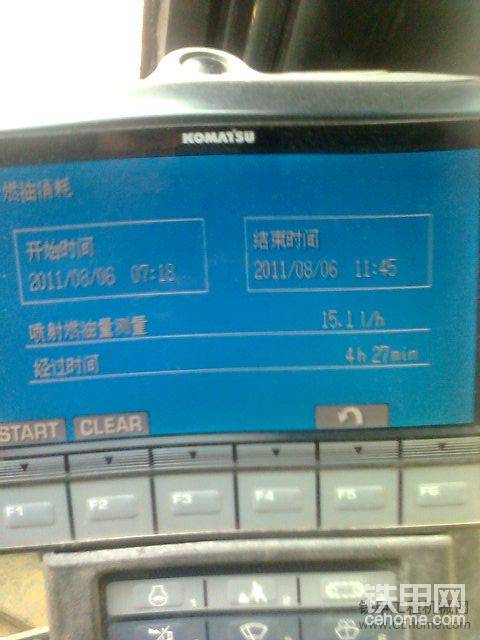 KOMATSU
燃油消耗
开始时间
2011/08/06 07:18
结束时间
2011/08/06 11:45
喷射燃油量测量 15.1 l/h
经过时间 4h 27min
START CLEAR
F1 F2 F3 F4 F5 F6
1 2
铁甲网
cehome.com